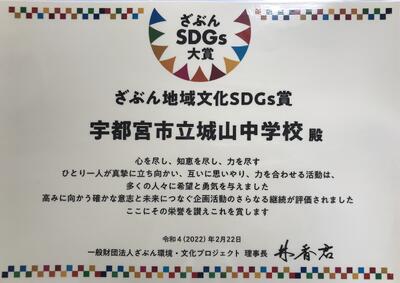 ざぶん
SDGs
大賞
ざぶん地域文化SDGs賞
宇都宮市立城山中学校 殿
心を尽し、知恵を尽し、力を尽す
ひとり一人が真摯に立ち向かい、互いに思いやり、力を合わせる活動は、
多くの人々に希望と勇気を与えました
高みに向かう確かな意志と未来につなぐ企画活動のさらなる継続が評価されました
ここにその栄誉を讃えこれを賞します
令和4(2022)年2月22日
一般財団法人ざぶん環境・文化プロジェクト 理事長